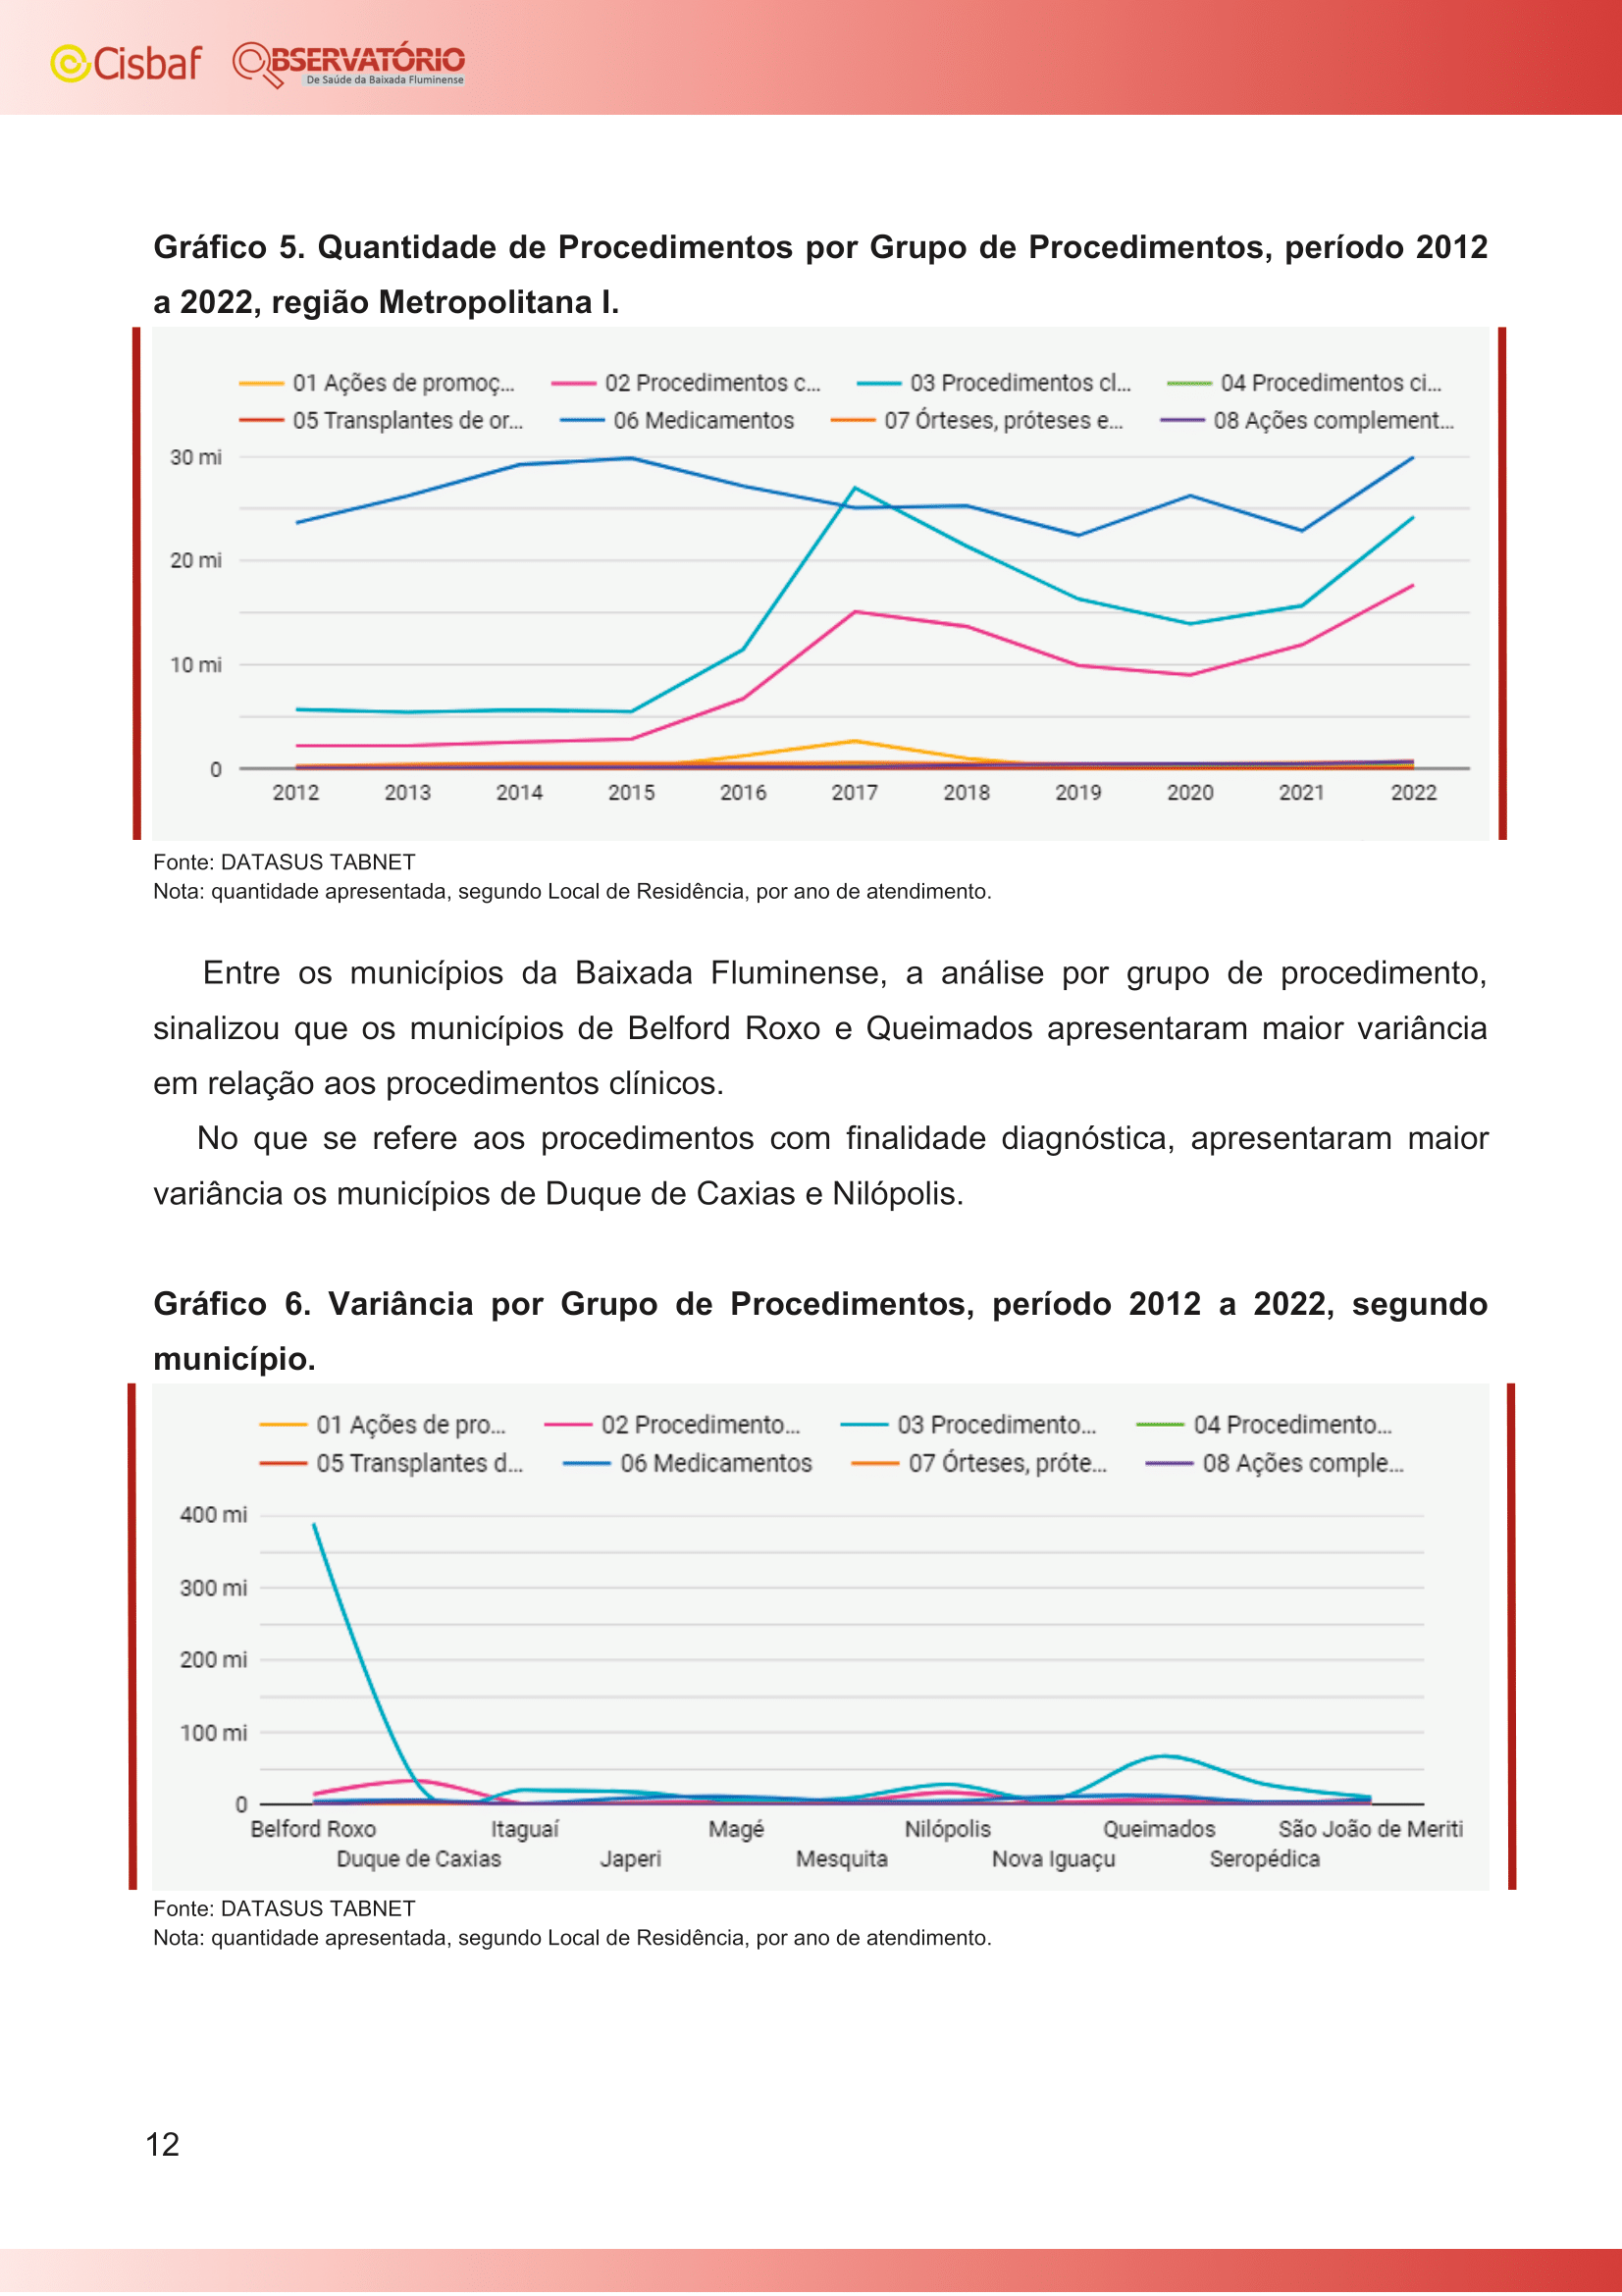 Cisbaf OBSERVATÓRIO
De Saúde da Baixada Fluminense
Gráfico 5. Quantidade de Procedimentos por Grupo de Procedimentos, período 2012
a 2022, região Metropolitana I.
01 Ações de promoç... 02 Procedimentos c... 03 Procedimentos cl... 04 Procedimentos ci...
05 Transplantes de or... 06 Medicamentos 07 Órteses, próteses e... 08 Ações complement...
30 mi
20 mi
10 mi
0
2012 2013 2014 2015 2016 2017 2018 2019 2020 2021 2022
Fonte: DATASUS TABNET
Nota: quantidade apresentada, segundo Local de Residência, por ano de atendimento.
Entre os municípios da Baixada Fluminense, a análise por grupo de procedimento,
sinalizou que os municípios de Belford Roxo e Queimados apresentaram maior variância
em relação aos procedimentos clínicos.
No que se refere aos procedimentos com finalidade diagnóstica, apresentaram maior
variância os municípios de Duque de Caxias e Nilópolis.
Gráfico 6. Variância por Grupo de Procedimentos, período 2012 a 2022, segundo
município.
01 Ações de pro... 02 Procedimento... 03 Procedimento... 04 Procedimento...
05 Transplantes d... 06 Medicamentos 07 Órteses, próte... 08 Ações comple...
400 mi
300 mi
200 mi
100 mi
0
Belford Roxo Itaguaí Magé Nilópolis Queimados São João de Meriti
Duque de Caxias Japeri Mesquita Nova Iguaçu Seropédica
Fonte: DATASUS TABNET
Nota: quantidade apresentada, segundo Local de Residência, por ano de atendimento.
12